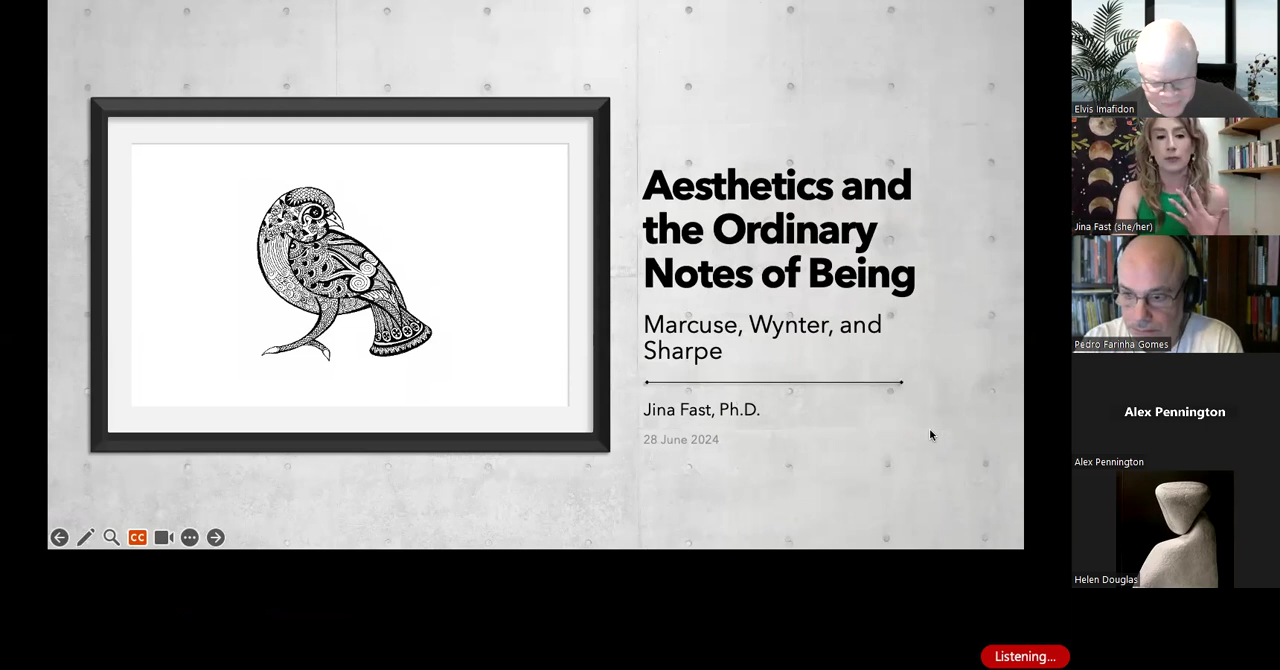 Aesthetics and
the Ordinary
Notes of Being
Marcuse, Wynter, and
Sharpe
Jina Fast, Ph.D.
28 June 2024
CC
Elvis Imafidon
Jina Fast (she/her)
Pedro Farinha Gomes
Alex Pennington
Alex Pennington
Helen Douglas
Listening...